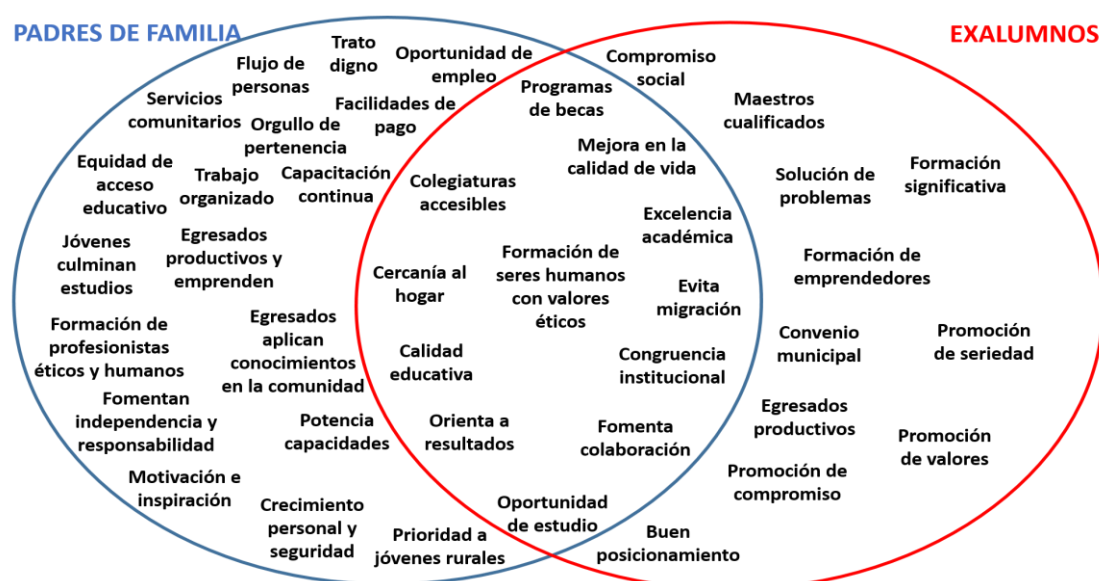 PADRES DE FAMILIA
EXALUMNOS
Trato
digno
Oportunidad de
empleo
Flujo de
personas
Servicios
comunitarios
Facilidades de
pago
Orgullo de
pertenencia
Equidad de
acceso
educativo
Trabajo
organizado
Capacitación
continua
Jóvenes
culminan
estudios
Egresados
productivos y
emprenden
Formación de
profesionistas
éticos y humanos
Egresados
aplican
conocimientos
en la comunidad
Fomentan
independencia y
responsabilidad
Potencia
capacidades
Motivación e
inspiración
Crecimiento
personal y
seguridad
Prioridad a
jóvenes rurales
Programas
de becas
Mejora en la
calidad de vida
Colegiaturas
accesibles
Excelencia
académica
Formación de
seres humanos
con valores
éticos
Cercanía al
hogar
Evita
migración
Calidad
educativa
Congruencia
institucional
Orienta a
resultados
Fomenta
colaboración
Oportunidad
de estudio
Compromiso
social
Maestros
cualificados
Solución de
problemas
Formación
significativa
Formación de
emprendedores
Convenio
municipal
Promoción
de seriedad
Egresados
productivos
Promoción
de valores
Promoción de
compromiso
Buen
posicionamiento